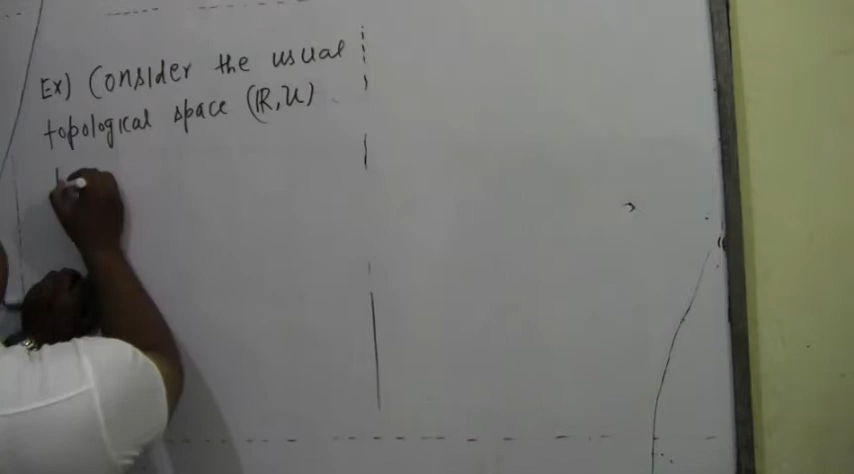 Ex) Consider the usual
topological space (ℝ, U)